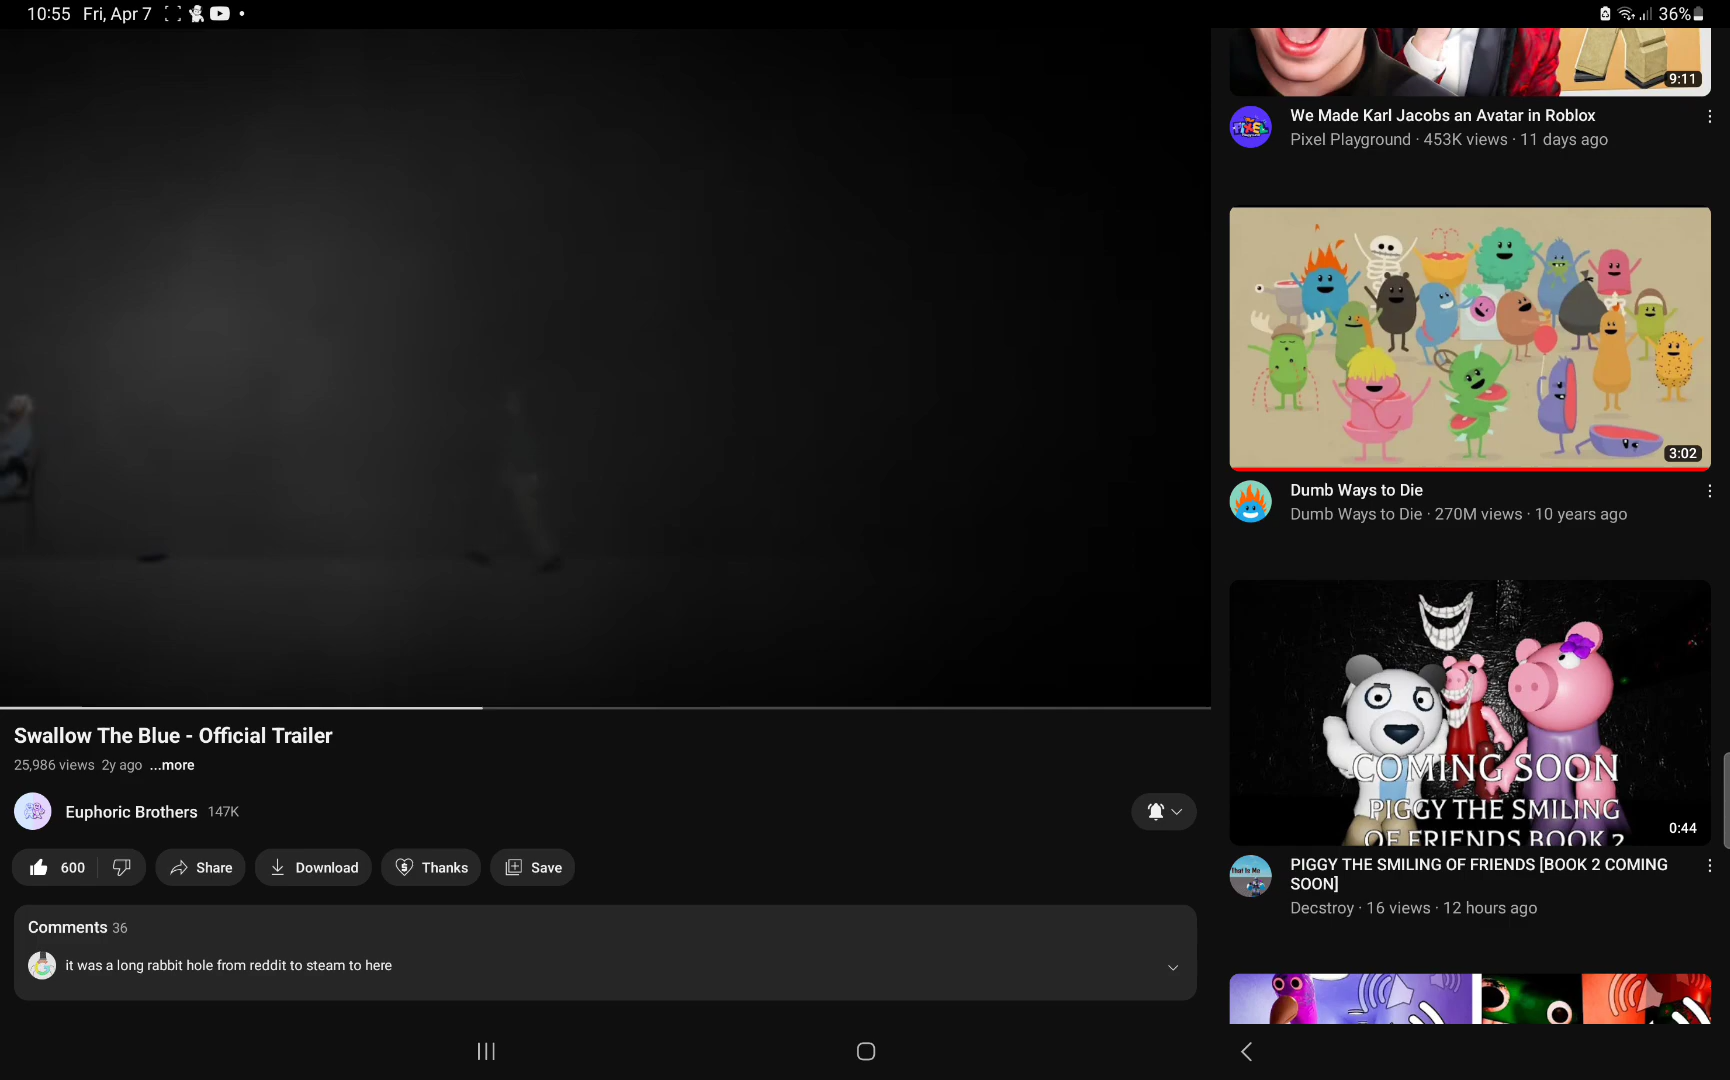 10:55 Fri, Apr 7
36%
9:11
We Made Karl Jacobs an Avatar in Roblox
Pixel Playground · 453K views · 11 days ago
3:02
Dumb Ways to Die
Dumb Ways to Die · 270M views · 10 years ago
COMING SOON
PIGGY THE SMILING
OF FRIENDS BOOK 2
0:44
PIGGY THE SMILING OF FRIENDS [BOOK 2 COMING
SOON]
Decstroy · 16 views · 12 hours ago
Swallow The Blue - Official Trailer
25,986 views 2y ago ...more
Euphoric Brothers 147K
600 Share Download Thanks Save
Comments 36
it was a long rabbit hole from reddit to steam to here